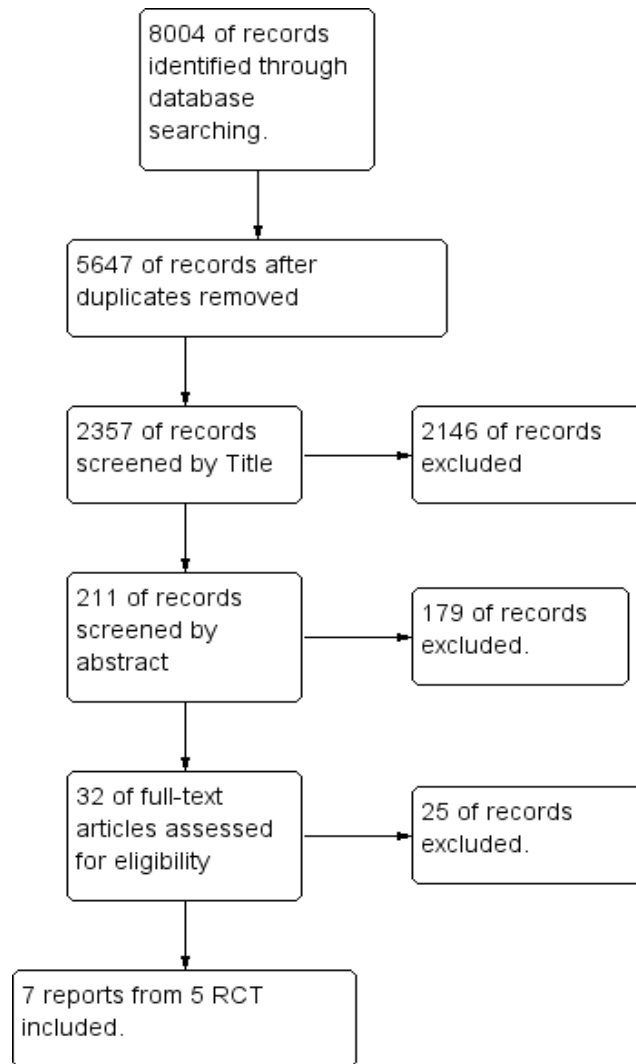 8004 of records
identified through
database
searching.
5647 of records after
duplicates removed
2357 of records
screened by Title
2146 of records
excluded
211 of records
screened by
abstract
179 of records
excluded.
32 of full-text
articles assessed
for eligibility
25 of records
excluded.
7 reports from 5 RCT
included.